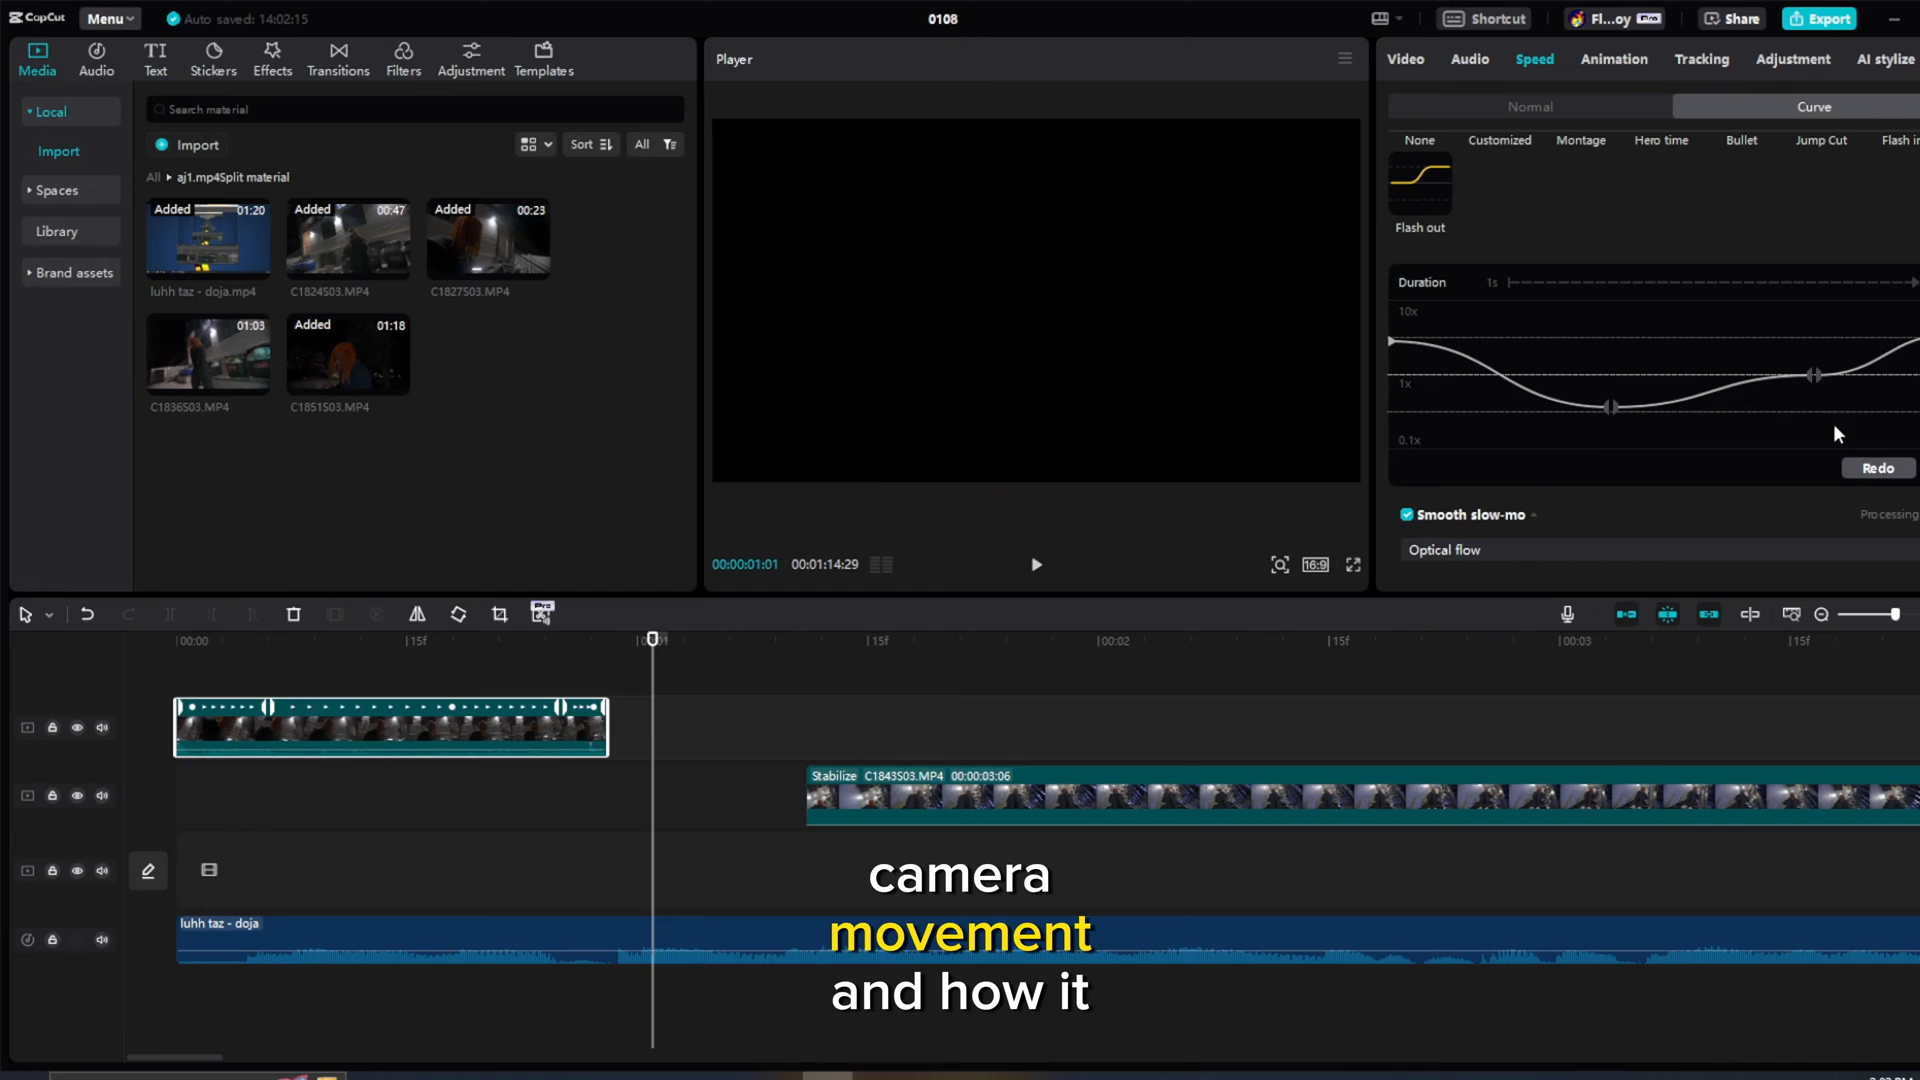 CapCut
Menu
Auto saved: 14:02:15
0108
Shortcut
Fl...oy
Pro
Share
Export
Media
Audio
Text
Stickers
Effects
Transitions
Filters
Adjustment
Templates
Local
Import
Spaces
Library
Brand assets
Search material
Import
Sort
All
All
aj1.mp4Split material
Added
01:20
luhh taz - doja.mp4
Added
00:47
C1824S03.MP4
Added
00:23
C1827S03.MP4
01:03
C1836S03.MP4
Added
01:18
C1851S03.MP4
Player
00:00:01:01
00:01:14:29
16:9
Video
Audio
Speed
Animation
Tracking
Adjustment
AI stylize
Normal
Curve
None
Customized
Montage
Hero time
Bullet
Jump Cut
Flash in
Flash out
Duration
1s
10x
1x
0.1x
Redo
Smooth slow-mo
Processing
Optical flow
Pro
00:00
15f
15f
00:02
15f
00:03
15f
Stabilize C1843S03.MP4 00:00:03:06
luhh taz - doja
camera
movement
and how it